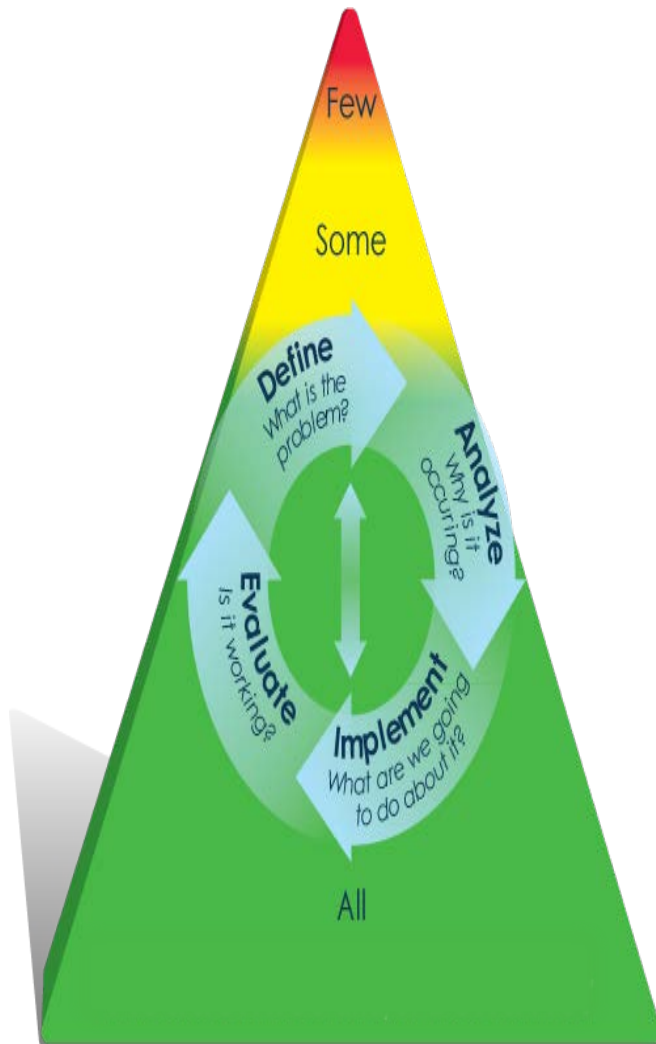 Few
Some
Define
What is the
problem?
Analyze
Why is it
occuring?
Implement
What are we going
to do about it?
Evaluate
Is it working?
All